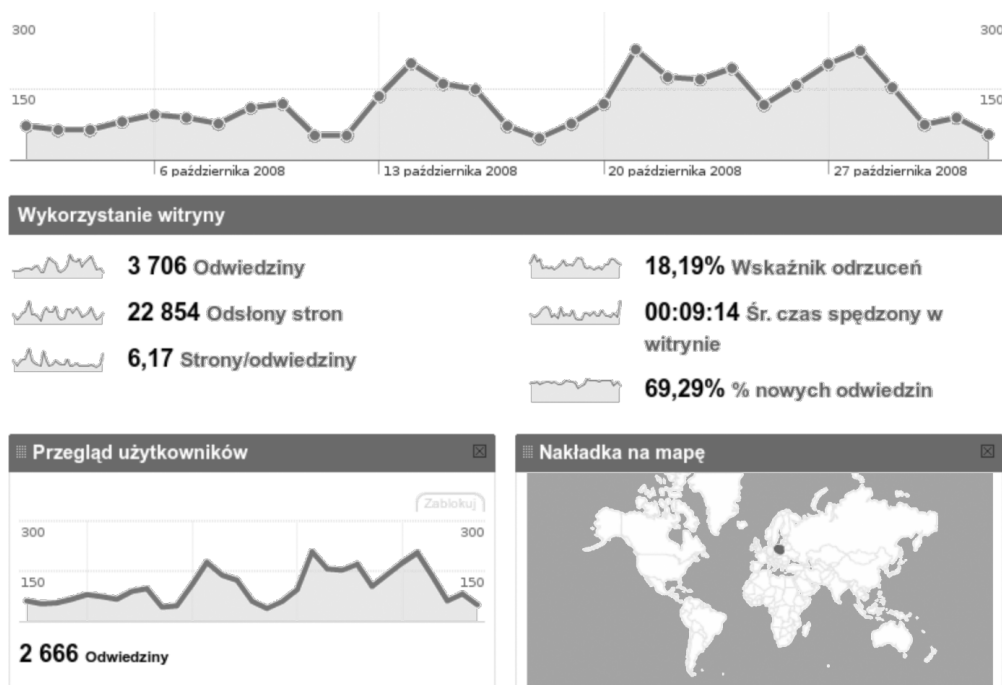 300 300
150 150
6 października 2008 13 października 2008 20 października 2008 27 października 2008
Wykorzystanie witryny
3 706 Odwiedziny
22 854 Odsłony stron
6,17 Strony/odwiedziny
18,19% Wskaźnik odrzuceń
00:09:14 Śr. czas spędzony w
witrynie
69,29% % nowych odwiedzin
Przegląd użytkowników
Zablokuj
300 300
150 150
2 666 Odwiedziny
Nakładka na mapę